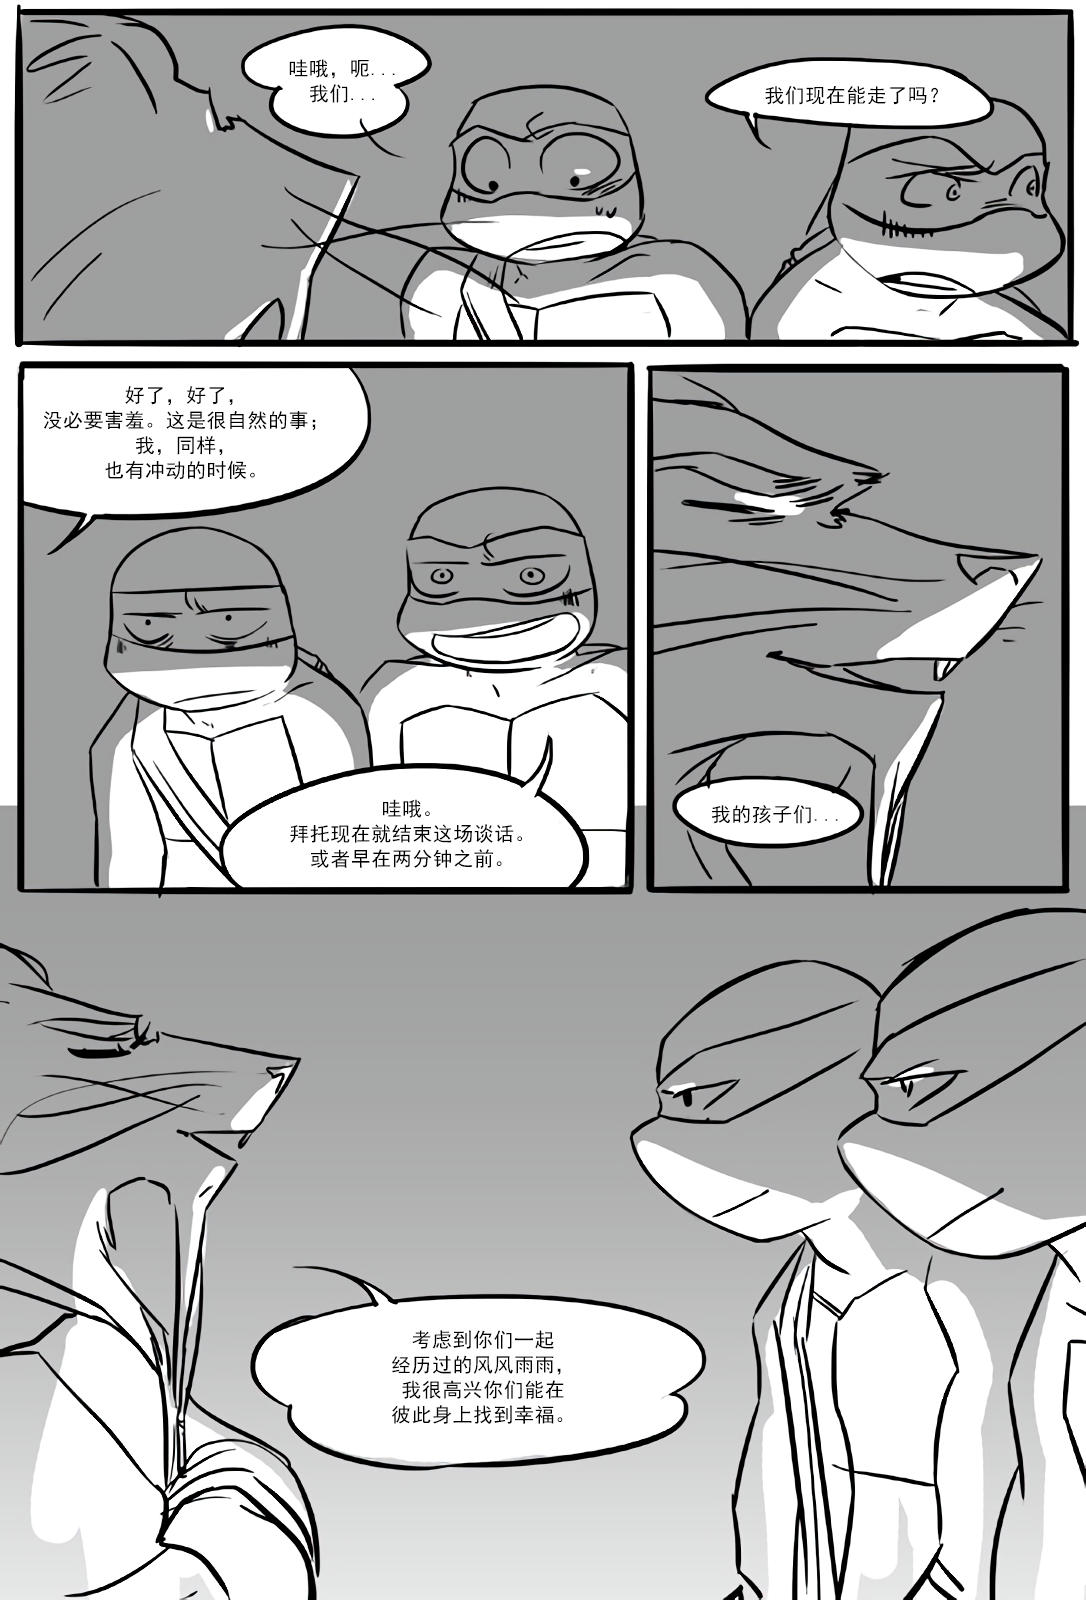 哇哦，呃...
我们...
我们现在能走了吗？
好了，好了，
没必要害羞。这是很自然的事；
我，同样，
也有冲动的时候。
哇哦。
拜托现在就结束这场谈话。
或者早在两分钟之前。
我的孩子们...
考虑到你们一起
经历过的风风雨雨，
我很高兴你们能在
彼此身上找到幸福。